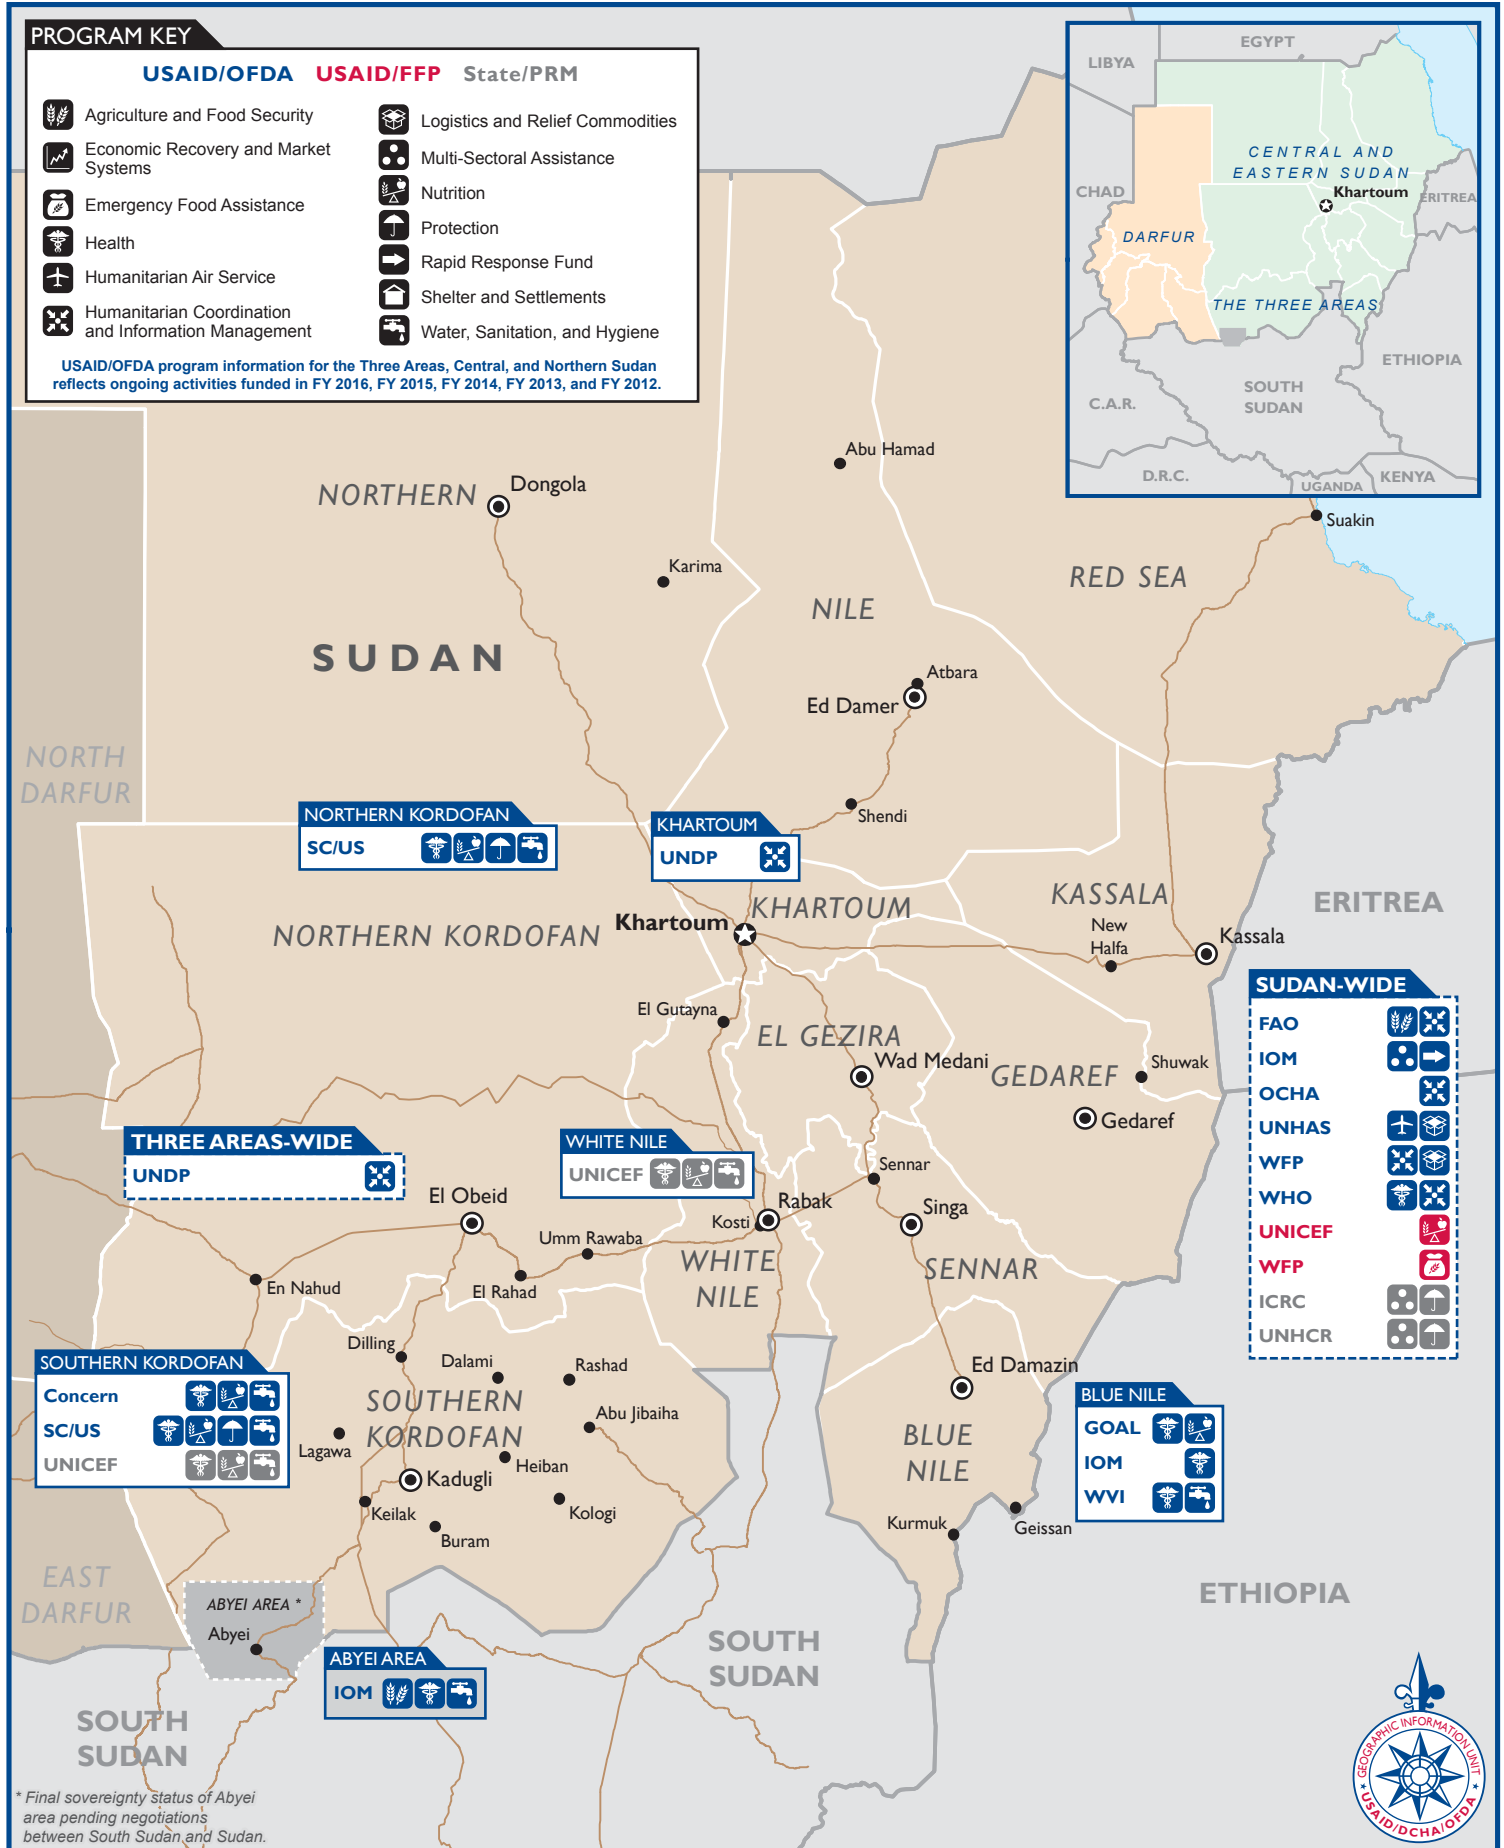 PROGRAM KEY
USAID/OFDA USAID/FFP State/PRM
Agriculture and Food Security
Economic Recovery and Market
Systems
Emergency Food Assistance
Health
Humanitarian Air Service
Humanitarian Coordination
and Information Management
Logistics and Relief Commodities
Multi-Sectoral Assistance
Nutrition
Protection
Rapid Response Fund
Shelter and Settlements
Water, Sanitation, and Hygiene
USAID/OFDA program information for the Three Areas, Central, and Northern Sudan
reflects ongoing activities funded in FY 2016, FY 2015, FY 2014, FY 2013, and FY 2012.
EGYPT
LIBYA
CENTRAL AND
EASTERN SUDAN
CHAD
Khartoum
ERITREA
DARFUR
THE THREE AREAS
ETHIOPIA
SOUTH
SUDAN
C.A.R.
D.R.C.
UGANDA
KENYA
Abu Hamad
NORTHERN
Dongola
Suakin
Karima
RED SEA
NILE
SUDAN
Atbara
Ed Damer
NORTH
DARFUR
Shendi
NORTHERN KORDOFAN
SC/US
KHARTOUM
UNDP
KASSALA
ERITREA
NORTHERN KORDOFAN
Khartoum
KHARTOUM
New
Halfa
Kassala
El Gutayna
EL GEZIRA
Wad Medani
GEDAREF
Shuwak
Gedaref
SUDAN-WIDE
FAO
IOM
OCHA
UNHAS
WFP
WHO
UNICEF
WFP
ICRC
UNHCR
THREE AREAS-WIDE
UNDP
WHITE NILE
UNICEF
El Obeid
Sennar
Rabak
Kosti
Singa
Umm Rawaba
WHITE
NILE
SENNAR
En Nahud
El Rahad
Dilling
Dalami
Rashad
Ed Damazin
SOUTHERN KORDOFAN
Concern
SC/US
UNICEF
SOUTHERN
KORDOFAN
Abu Jibaiha
Lagawa
Heiban
Kadugli
Keilak
Kologi
Buram
BLUE
NILE
BLUE NILE
GOAL
IOM
WVI
Kurmuk
Geissan
EAST
DARFUR
ABYEI AREA *
Abyei
ETHIOPIA
ABYEI AREA
IOM
SOUTH
SUDAN
SOUTH
SUDAN
* Final sovereignty status of Abyei
area pending negotiations
between South Sudan and Sudan.
GEOGRAPHIC INFORMATION UNIT
* USAID/DCHA/OFDA *